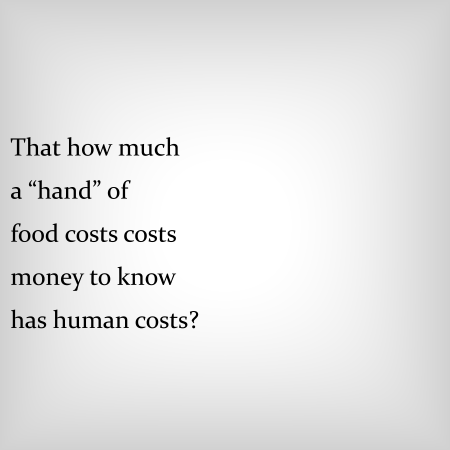 That how much
a “hand” of
food costs costs
money to know
has human costs?